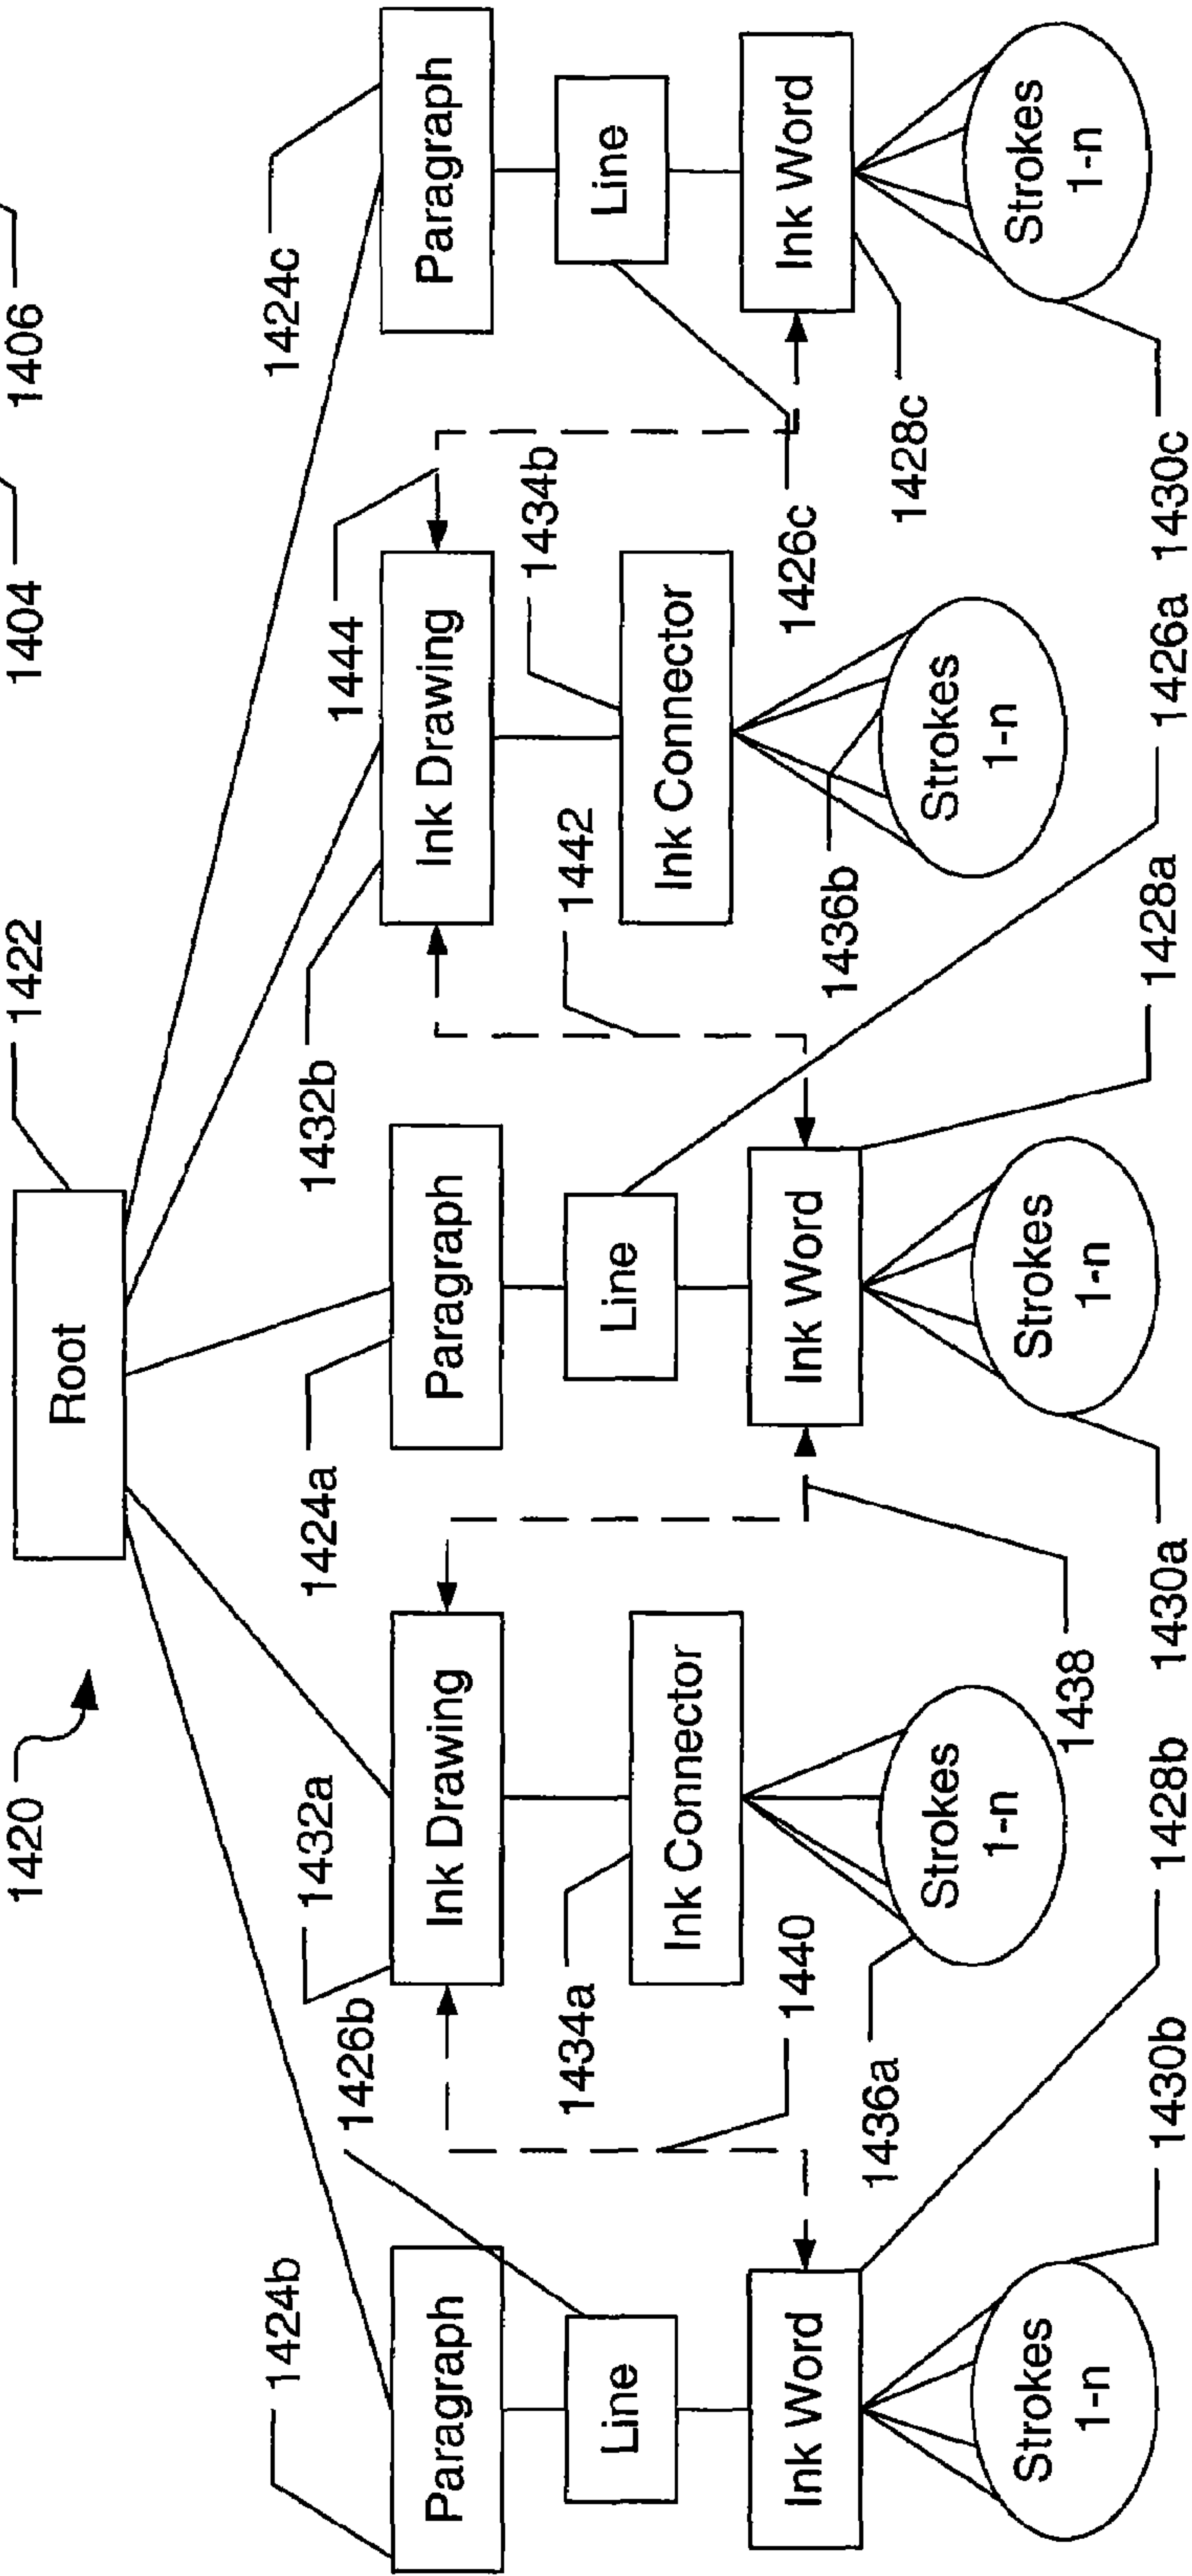 1404
1406
1420
1422
Root
1424b
1432a
1424a
1432b
1444
1424c
1426b
Paragraph
Ink Drawing
Paragraph
Ink Drawing
Paragraph
1434b
Line
1434a
Ink Connector
Line
1442
Ink Connector
Line
1440
1426c
Ink Word
Ink Word
Ink Word
1436a
1436b
1428c
Strokes
1-n
Strokes
1-n
Strokes
1-n
Strokes
1-n
Strokes
1-n
1438
1430b
1428b
1430a
1428a
1426a
1430c